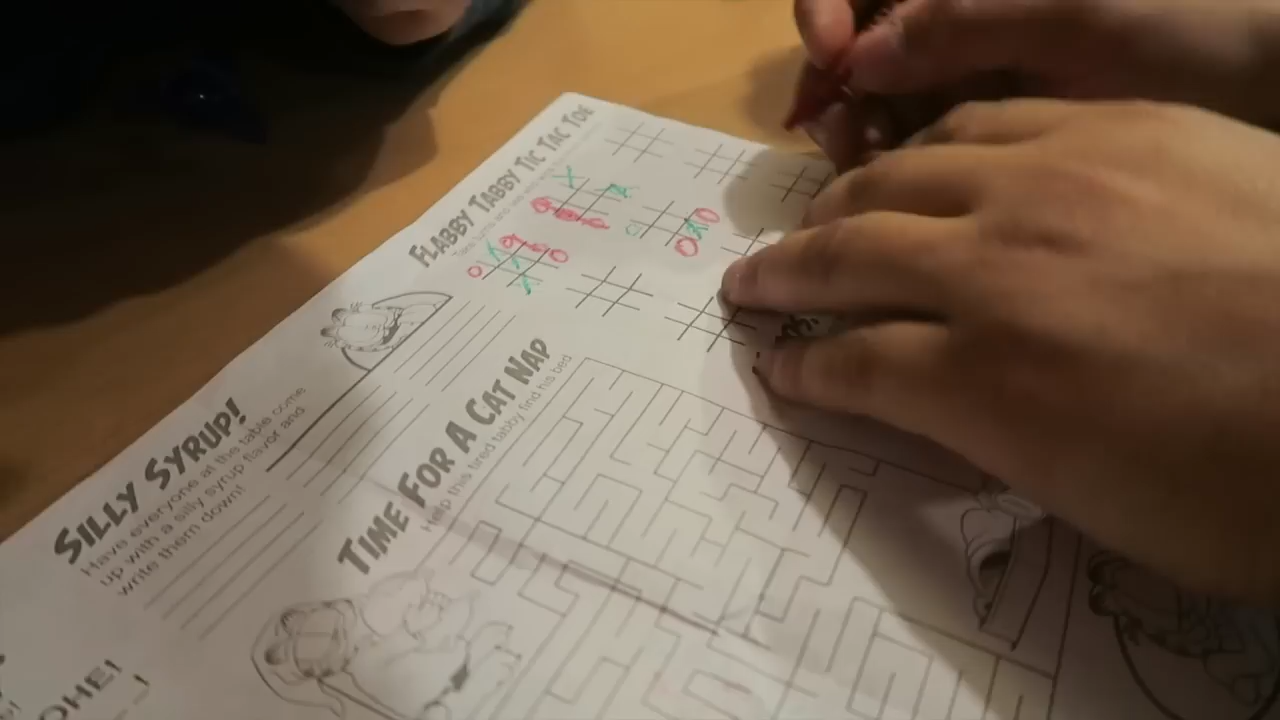 FLABBY TABBY TIC TAC TOE
SILLY SYRUP!
Have everyone at the table come
up with a silly syrup flavor and
write them down!
TIME FOR A CAT NAP
Help this tired tabby find his bed